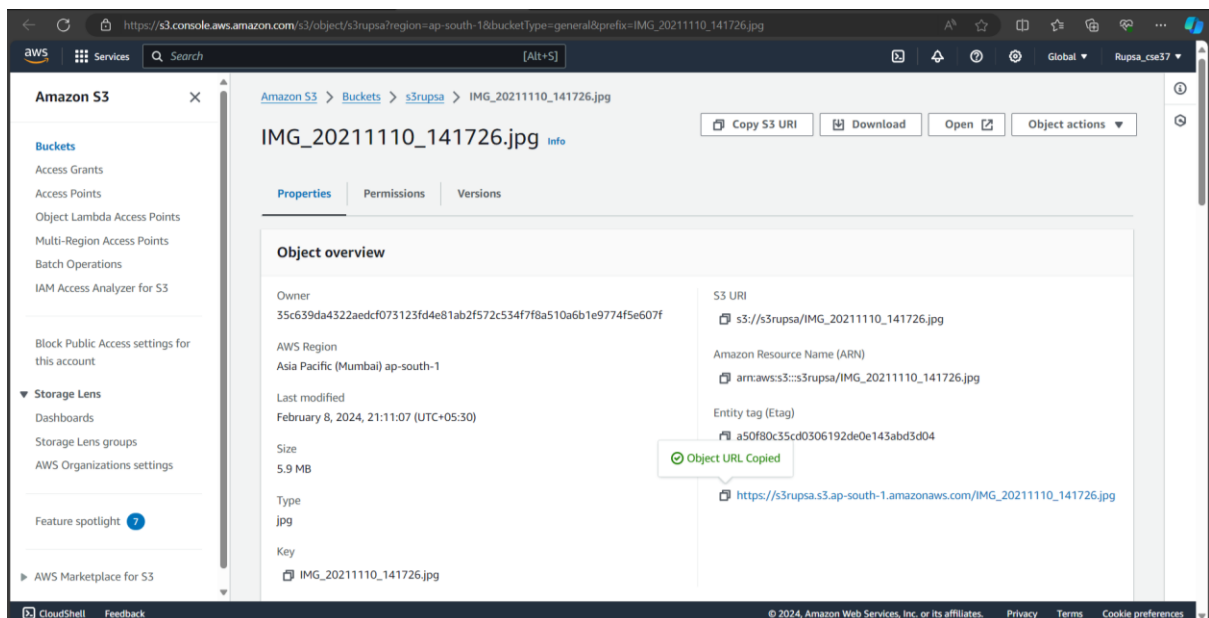 https://s3.console.aws.amazon.com/s3/object/s3rupsa?region=ap-south-1&bucketType=general&prefix=IMG_20211110_141726.jpg
aws Services Search [Alt+S] Global Rupsa_cse37
Amazon S3
Buckets
Access Grants
Access Points
Object Lambda Access Points
Multi-Region Access Points
Batch Operations
IAM Access Analyzer for S3
Block Public Access settings for
this account
Storage Lens
Dashboards
Storage Lens groups
AWS Organizations settings
Feature spotlight 7
AWS Marketplace for S3
Amazon S3 > Buckets > s3rupsa > IMG_20211110_141726.jpg
IMG_20211110_141726.jpg Info
Copy S3 URI Download Open Object actions
Properties Permissions Versions
Object overview
Owner
35c639da4322aedcf073123fd4e81ab2f572c534f7f8a510a6b1e9774f5e607f
AWS Region
Asia Pacific (Mumbai) ap-south-1
Last modified
February 8, 2024, 21:11:07 (UTC+05:30)
Size
5.9 MB
Type
jpg
Key
IMG_20211110_141726.jpg
S3 URI
s3://s3rupsa/IMG_20211110_141726.jpg
Amazon Resource Name (ARN)
arn:aws:s3:::s3rupsa/IMG_20211110_141726.jpg
Entity tag (Etag)
a50f80c35cd0306192de0e143abd3d04
Object URL Copied
https://s3rupsa.s3.ap-south-1.amazonaws.com/IMG_20211110_141726.jpg
CloudShell Feedback © 2024, Amazon Web Services, Inc. or its affiliates. Privacy Terms Cookie preferences